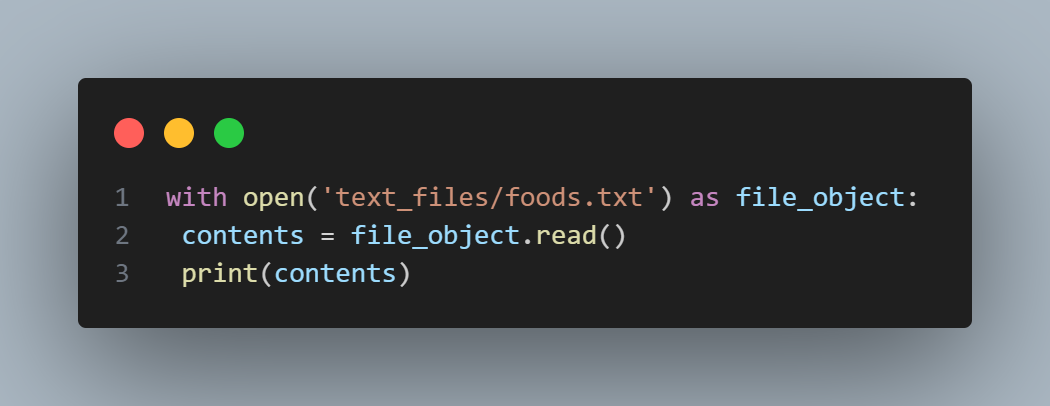 1 with open('text_files/foods.txt') as file_object:
2  contents = file_object.read()
3  print(contents)